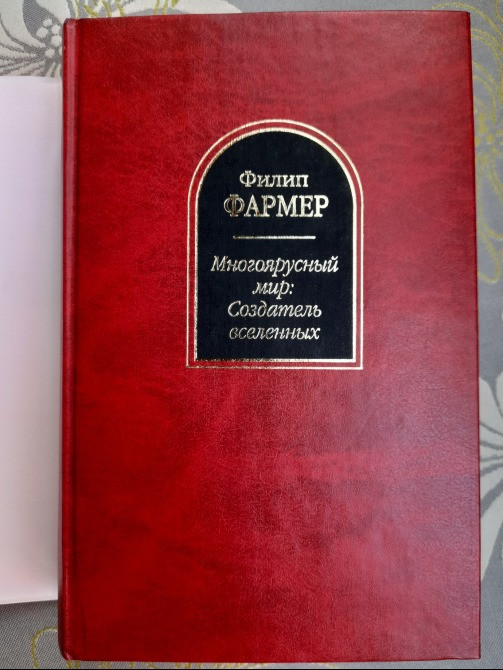 Филип
ФАРМЕР
Многоярусный
мир:
Создатель
вселенных